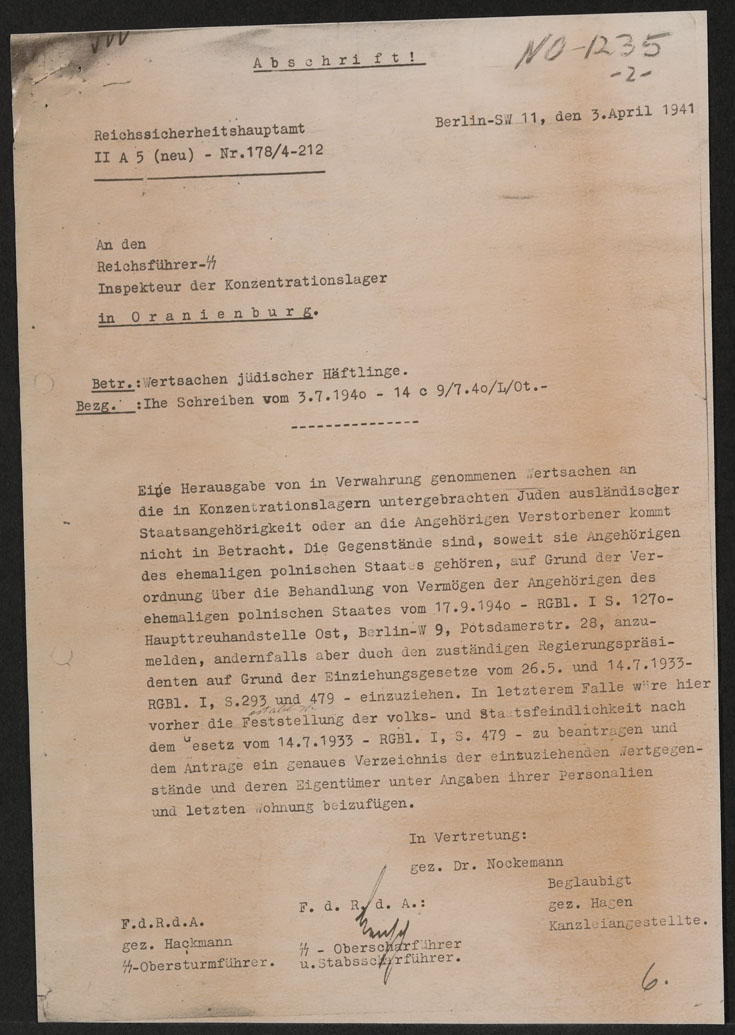 A b s c h r i f t !
NO-1235
-2-
Reichssicherheitshauptamt
II A 5 (neu) - Nr.178/4-212
Berlin-SW 11, den 3.April 1941
An den
Reichsführer-SS
Inspekteur der Konzentrationslager
in O r a n i e n b u r g.
Betr.:Wertsachen jüdischer Häftlinge.
Bezg. :Ihe Schreiben vom 3.7.194o - 14 c 9/7.4o/L/Ot.-
---------------
Eine Herausgabe von in Verwahrung genommenen Wertsachen an
die in Konzentrationslagern untergebrachten Juden ausländischer
Staatsangehörigkeit oder an die Angehörigen Verstorbener kommt
nicht in Betracht. Die Gegenstände sind, soweit sie Angehörigen
des ehemaligen polnischen Staates gehören, auf Grund der Ver-
ordnung über die Behandlung von Vermögen der Angehörigen des
ehemaligen polnischen Staates vom 17.9.194o - RGBl. I S. 127o-
Haupttreuhandstelle Ost, Berlin-W 9, Potsdamerstr. 28, anzu-
melden, andernfalls aber duch den zuständigen Regierungspräsi-
denten auf Grund der Einziehungsgesetze vom 26.5. und 14.7.1933-
RGBl. I, S.293 und 479 - einzuziehen. In letzterem Falle wäre hier
vorher die Feststellung der volks- und Staatsfeindlichkeit nach
dem Gesetz vom 14.7.1933 - RGBl. I, S. 479 - zu beantragen und
dem Antrage ein genaues Verzeichnis der einzuziehenden Wertgegen-
stände und deren Eigentümer unter Angaben ihrer Personalien
und letzten Wohnung beizufügen.
In Vertretung:
gez. Dr. Nockemann
Beglaubigt
gez. Hagen
Kanzleiangestellte.
F. d. R. d. A.:
SS - Oberscharführer
u.Stabsscharführer.
F.d.R.d.A.
gez. Hackmann
SS-Obersturmführer.
6.